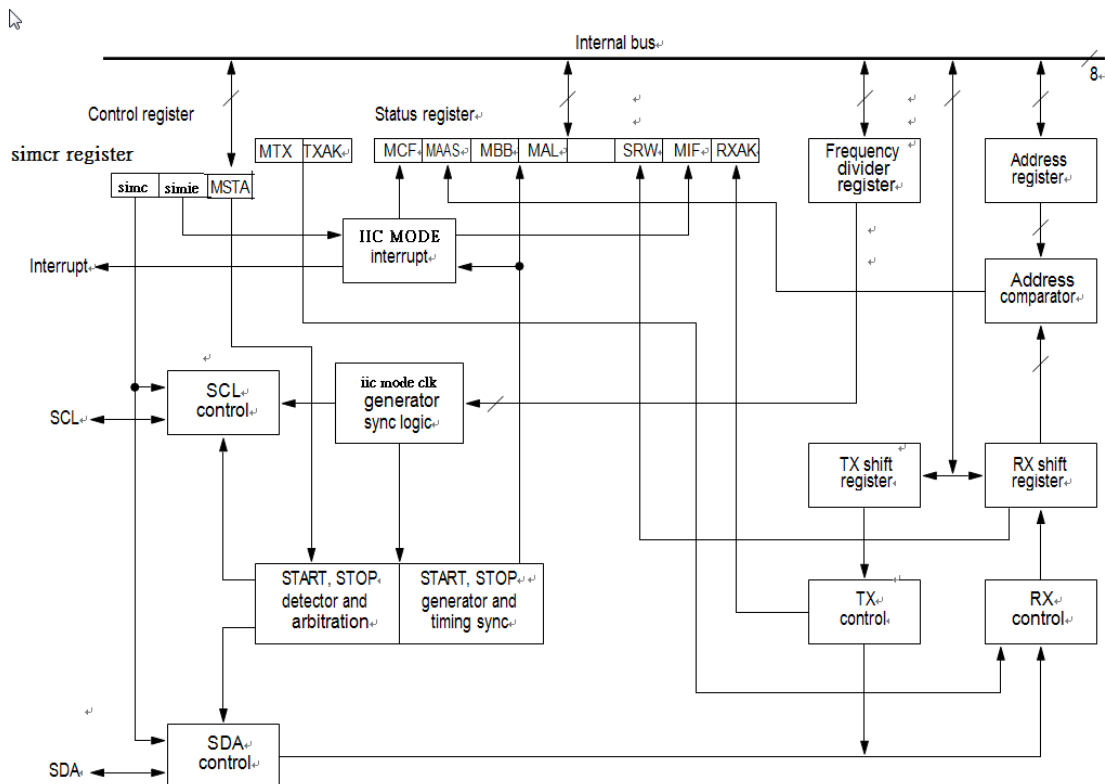 Internal bus
8
Control register
Status register
simcr register
MTX TXAK
MCF MAAS MBB MAL SRW MIF RXAK
simc simie MSTA
Frequency
divider
register
Address
register
IIC MODE
interrupt
Interrupt
Address
comparator
SCL
control
SCL
iic mode clk
generator
sync logic
TX shift
register
RX shift
register
START, STOP
detector and
arbitration
START, STOP
generator and
timing sync
TX
control
RX
control
SDA
control
SDA